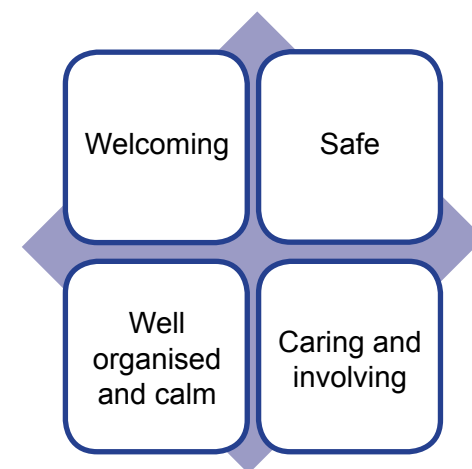 Welcoming
Safe
Well
organised
and calm
Caring and
involving